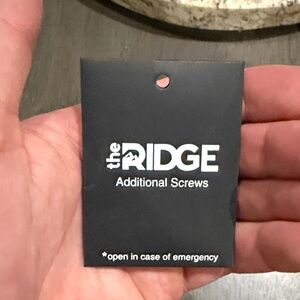 the RIDGE
Additional Screws
*open in case of emergency